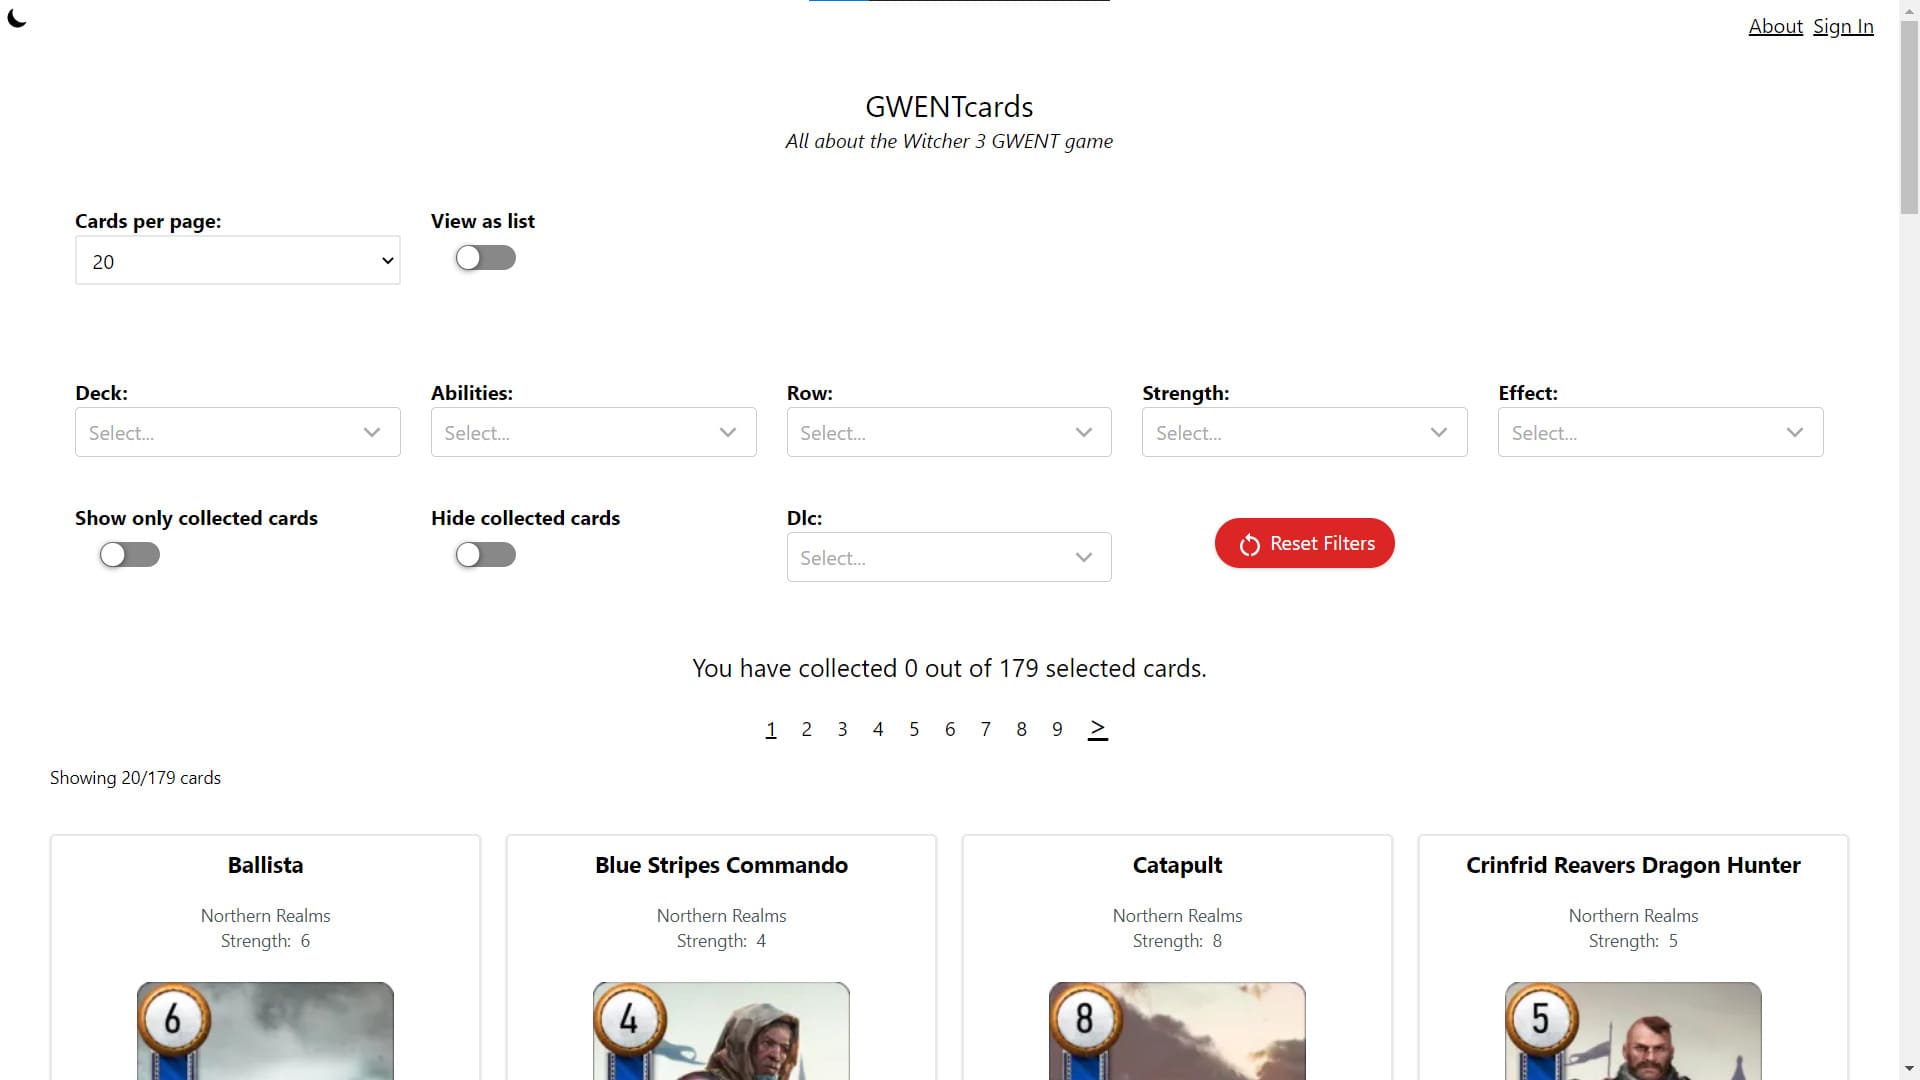 About Sign In
GWENTcards
All about the Witcher 3 GWENT game
Cards per page: View as list
20
Deck: Abilities: Row: Strength: Effect:
Select... Select... Select... Select... Select...
Show only collected cards Hide collected cards Dlc:
Select... Reset Filters
You have collected 0 out of 179 selected cards.
1 2 3 4 5 6 7 8 9 >
Showing 20/179 cards
Ballista Blue Stripes Commando Catapult Crinfrid Reavers Dragon Hunter
Northern Realms Northern Realms Northern Realms Northern Realms
Strength: 6 Strength: 4 Strength: 8 Strength: 5
6 4 8 5